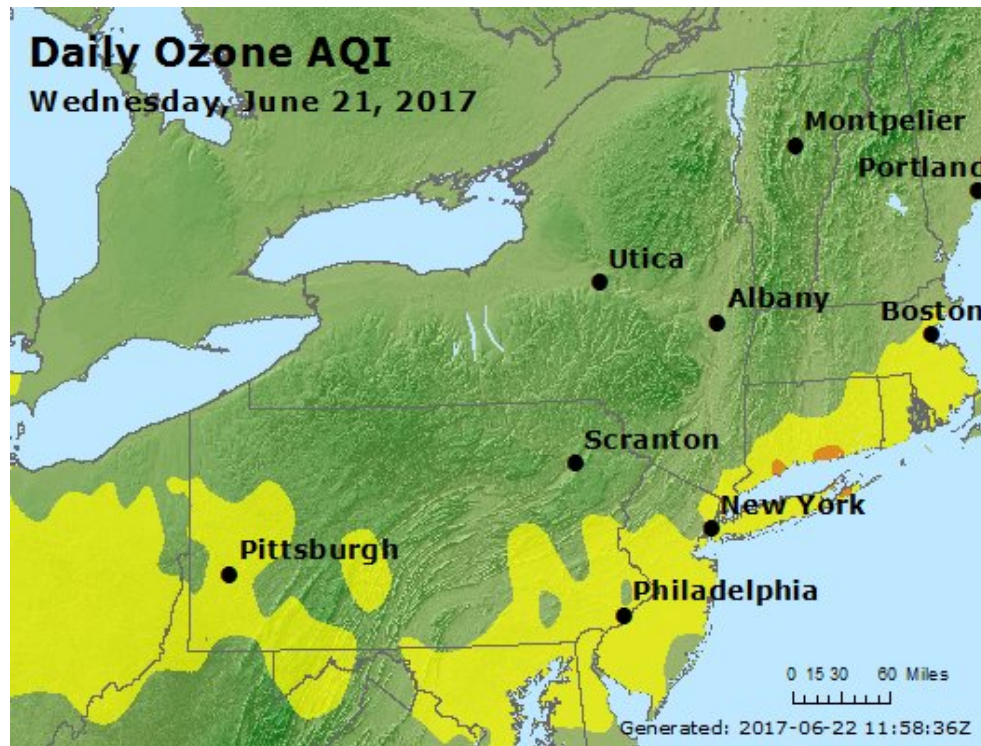 Daily Ozone AQI
Wednesday, June 21, 2017
Montpelier
Portland
Utica
Albany
Boston
Scranton
New York
Pittsburgh
Philadelphia
0 15 30 60 Miles
Generated: 2017-06-22 11:58:36Z